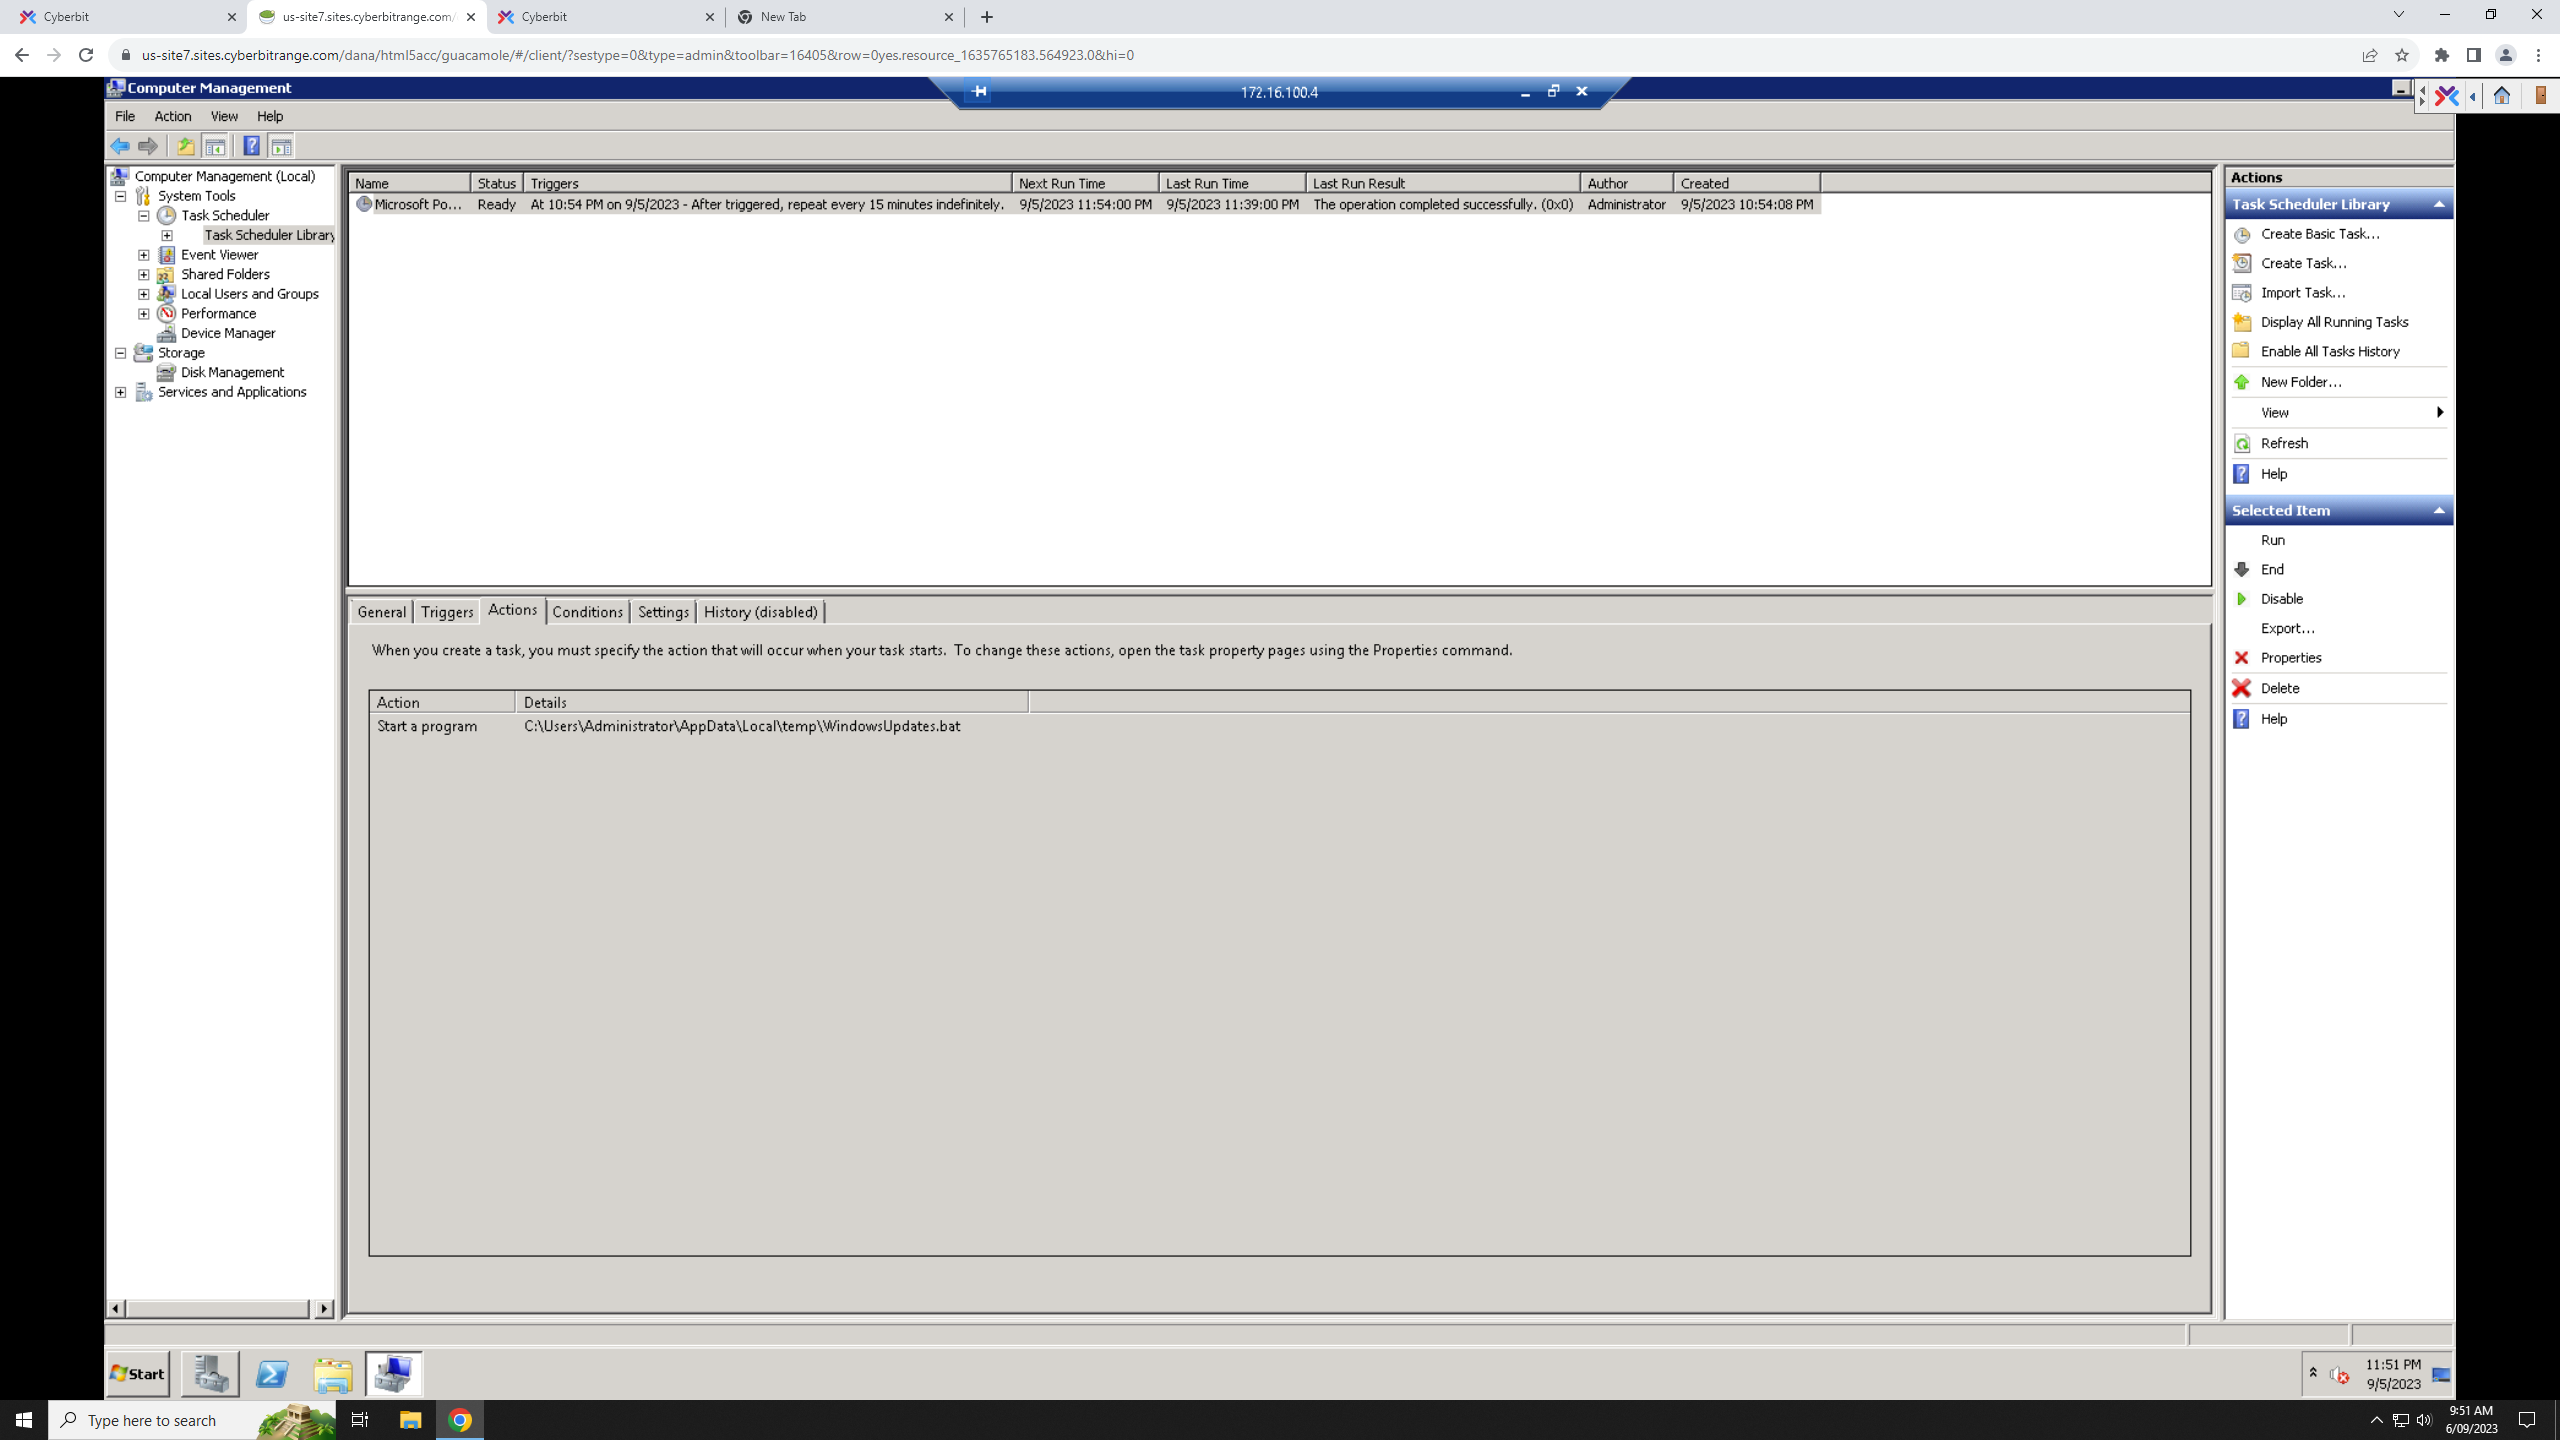 Cyberbit
us-site7.sites.cyberbitrange.com/
Cyberbit
New Tab
us-site7.sites.cyberbitrange.com/dana/html5acc/guacamole/#/client/?sestype=0&type=admin&toolbar=16405&row=0yes.resource_1635765183.564923.0&hi=0
Computer Management
172.16.100.4
File Action View Help
Computer Management (Local)
System Tools
Task Scheduler
Task Scheduler Library
Event Viewer
Shared Folders
Local Users and Groups
Performance
Device Manager
Storage
Disk Management
Services and Applications
Name Status Triggers Next Run Time Last Run Time Last Run Result Author Created
Microsoft Po... Ready At 10:54 PM on 9/5/2023 - After triggered, repeat every 15 minutes indefinitely. 9/5/2023 11:54:00 PM 9/5/2023 11:39:00 PM The operation completed successfully. (0x0) Administrator 9/5/2023 10:54:08 PM
General Triggers Actions Conditions Settings History (disabled)
When you create a task, you must specify the action that will occur when your task starts. To change these actions, open the task property pages using the Properties command.
Action Details
Start a program C:\Users\Administrator\AppData\Local\temp\WindowsUpdates.bat
Actions
Task Scheduler Library
Create Basic Task...
Create Task...
Import Task...
Display All Running Tasks
Enable All Tasks History
New Folder...
View
Refresh
Help
Selected Item
Run
End
Disable
Export...
Properties
Delete
Help
Start
11:51 PM
9/5/2023
Type here to search
9:51 AM
6/09/2023